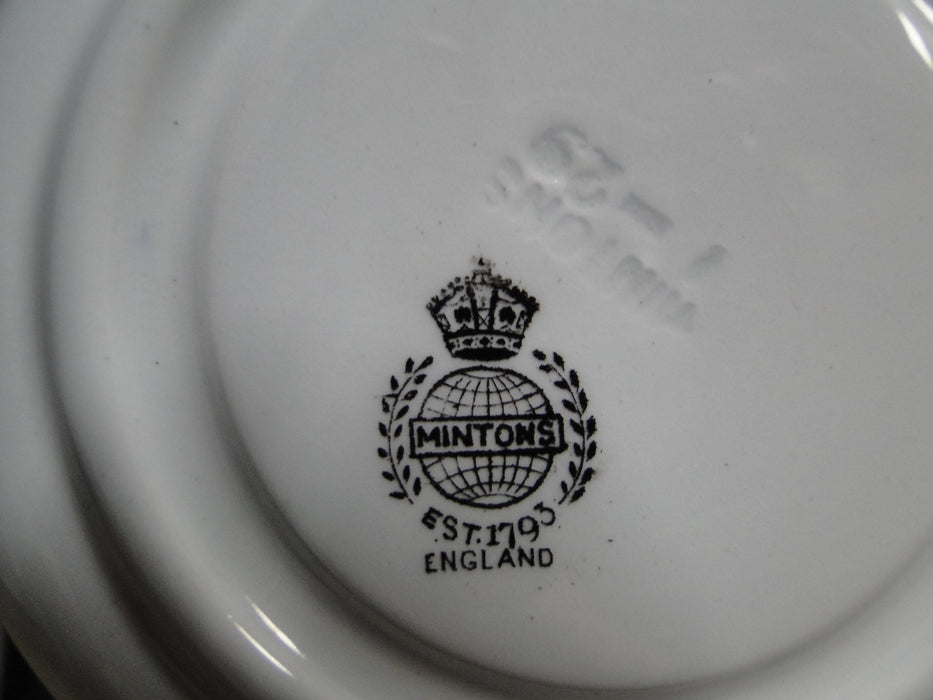 MINTONS
EST. 1793
ENGLAND